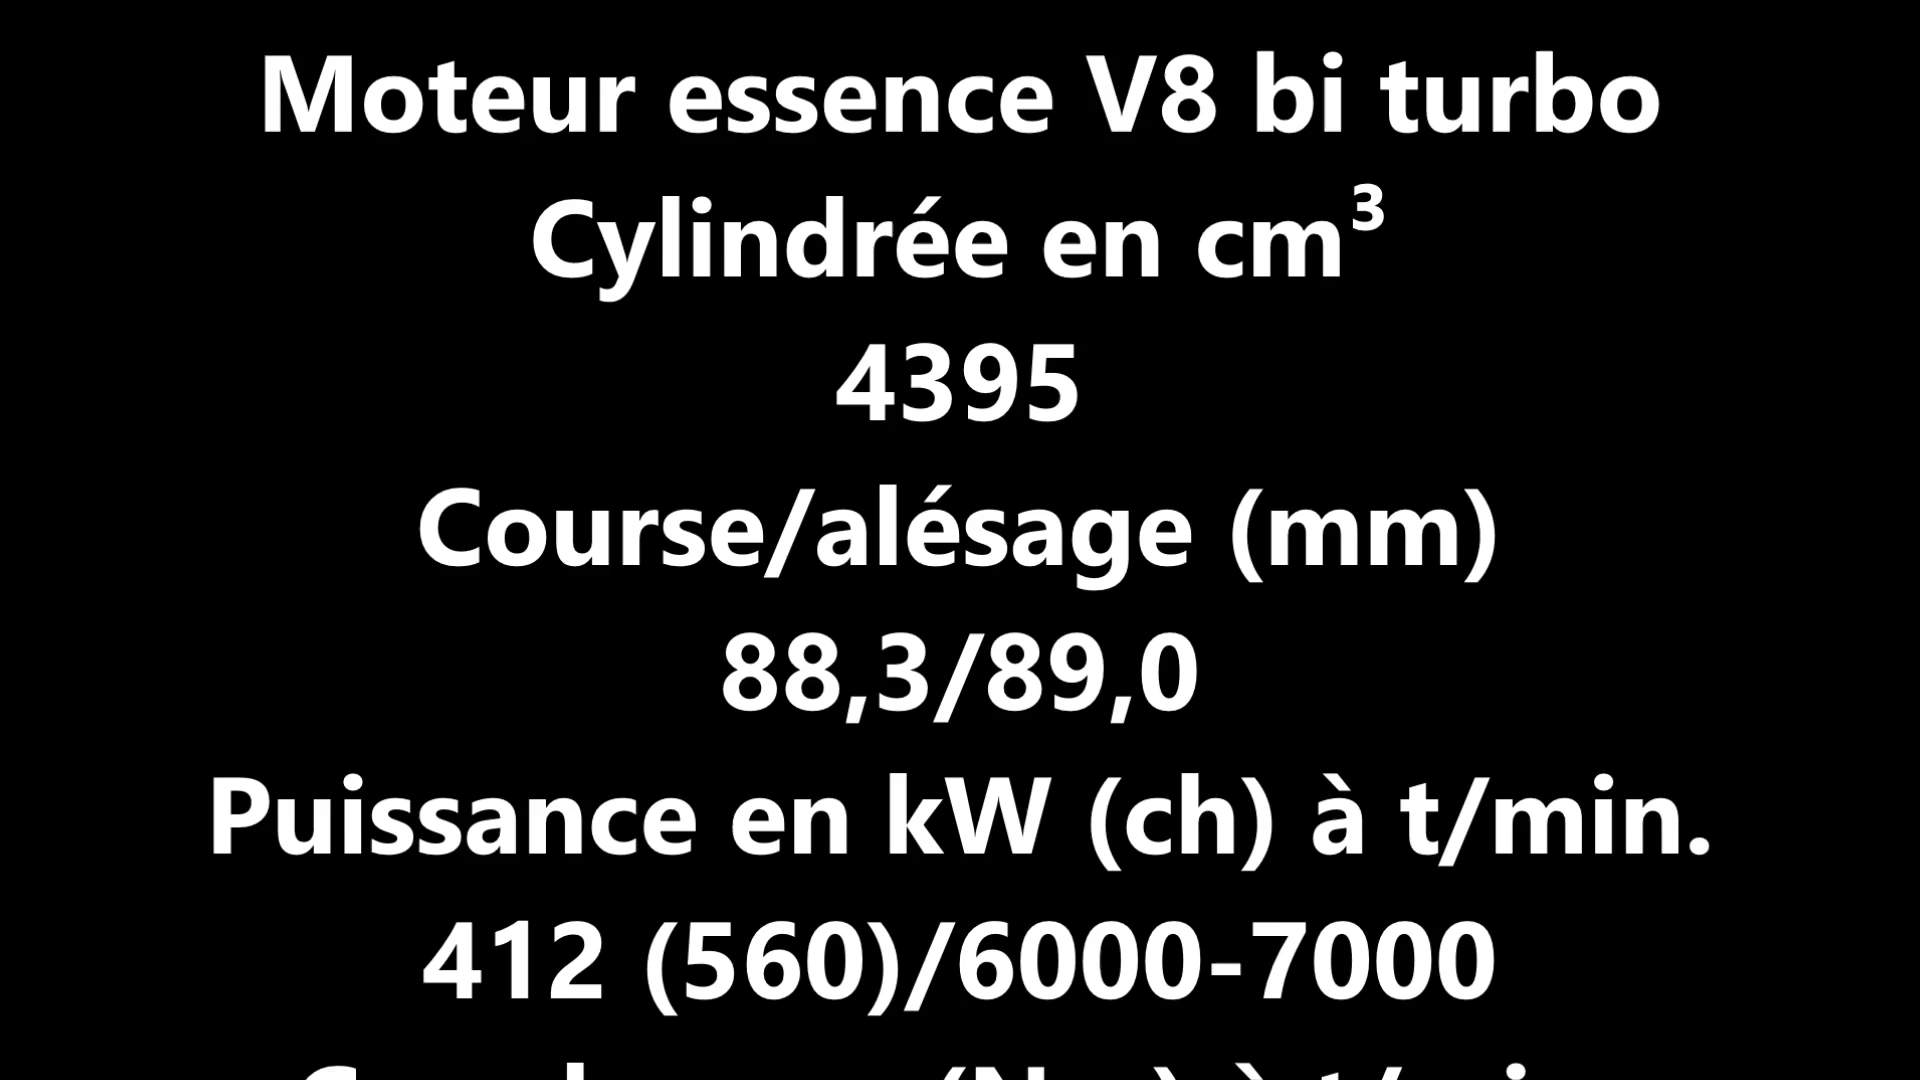 Moteur essence V8 bi turbo
Cylindrée en cm³
4395
Course/alésage (mm)
88,3/89,0
Puissance en kW (ch) à t/min.
412 (560)/6000-7000